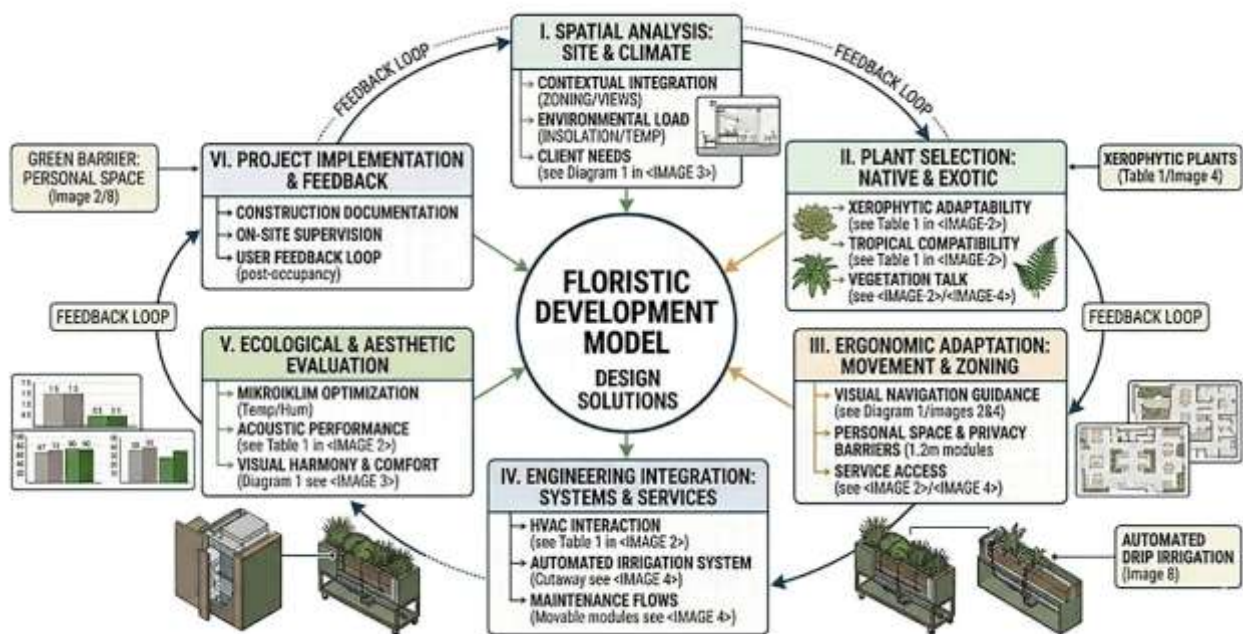 I. SPATIAL ANALYSIS:
SITE & CLIMATE
CONTEXTUAL INTEGRATION
(ZONING/VIEWS)
ENVIRONMENTAL LOAD
(INSOLATION/TEMP)
CLIENT NEEDS
(see Diagram 1 in <IMAGE 3>)
FEEDBACK LOOP
FEEDBACK LOOP
GREEN BARRIER:
PERSONAL SPACE
(Image 2/8)
VI. PROJECT IMPLEMENTATION
& FEEDBACK
CONSTRUCTION DOCUMENTATION
ON-SITE SUPERVISION
USER FEEDBACK LOOP
(post-occupancy)
II. PLANT SELECTION:
NATIVE & EXOTIC
XEROPHYTIC ADAPTABILITY
(see Table 1 in <IMAGE-2>)
TROPICAL COMPATIBILITY
(see Table 1 in <IMAGE-2>)
VEGETATION TALK
(see <IMAGE-2>/<IMAGE-4>)
XEROPHYTIC PLANTS
(Table 1/Image 4)
FLORISTIC
DEVELOPMENT
MODEL
DESIGN
SOLUTIONS
FEEDBACK LOOP
FEEDBACK LOOP
V. ECOLOGICAL & AESTHETIC
EVALUATION
MIKROIKLIM OPTIMIZATION
(Temp/Hum)
ACOUSTIC PERFORMANCE
(see Table 1 in <IMAGE 2>)
VISUAL HARMONY & COMFORT
(Diagram 1 see <IMAGE 3>)
III. ERGONOMIC ADAPTATION:
MOVEMENT & ZONING
VISUAL NAVIGATION GUIDANCE
(see Diagram 1/images 2&4)
PERSONAL SPACE & PRIVACY
BARRIERS (1.2m modules
SERVICE ACCESS
(see <IMAGE 2>/<IMAGE 4>)
IV. ENGINEERING INTEGRATION:
SYSTEMS & SERVICES
HVAC INTERACTION
(see Table 1 in <IMAGE 2>)
AUTOMATED IRRIGATION SYSTEM
(Cutaway see <IMAGE 4>)
MAINTENANCE FLOWS
(Movable modules see <IMAGE 4>)
AUTOMATED
DRIP IRRIGATION
(Image 8)